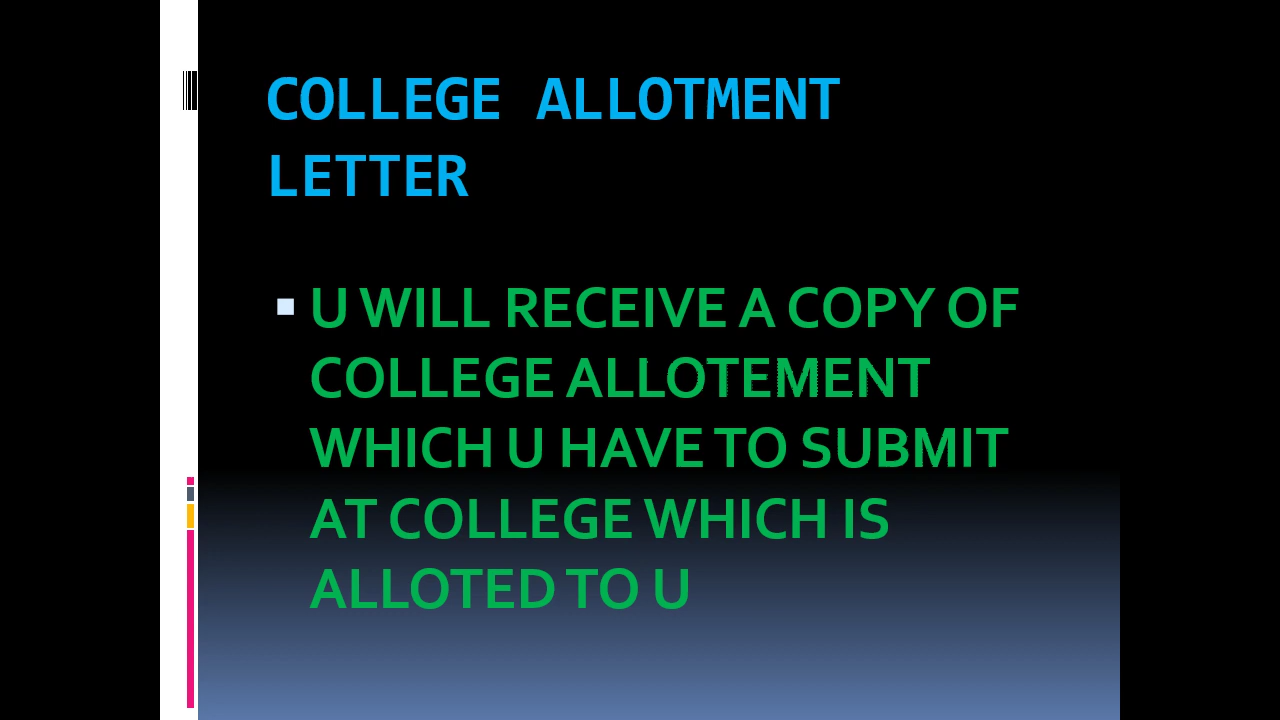 COLLEGE ALLOTMENT
LETTER
U WILL RECEIVE A COPY OF
COLLEGE ALLOTEMENT
WHICH U HAVE TO SUBMIT
AT COLLEGE WHICH IS
ALLOTED TO U